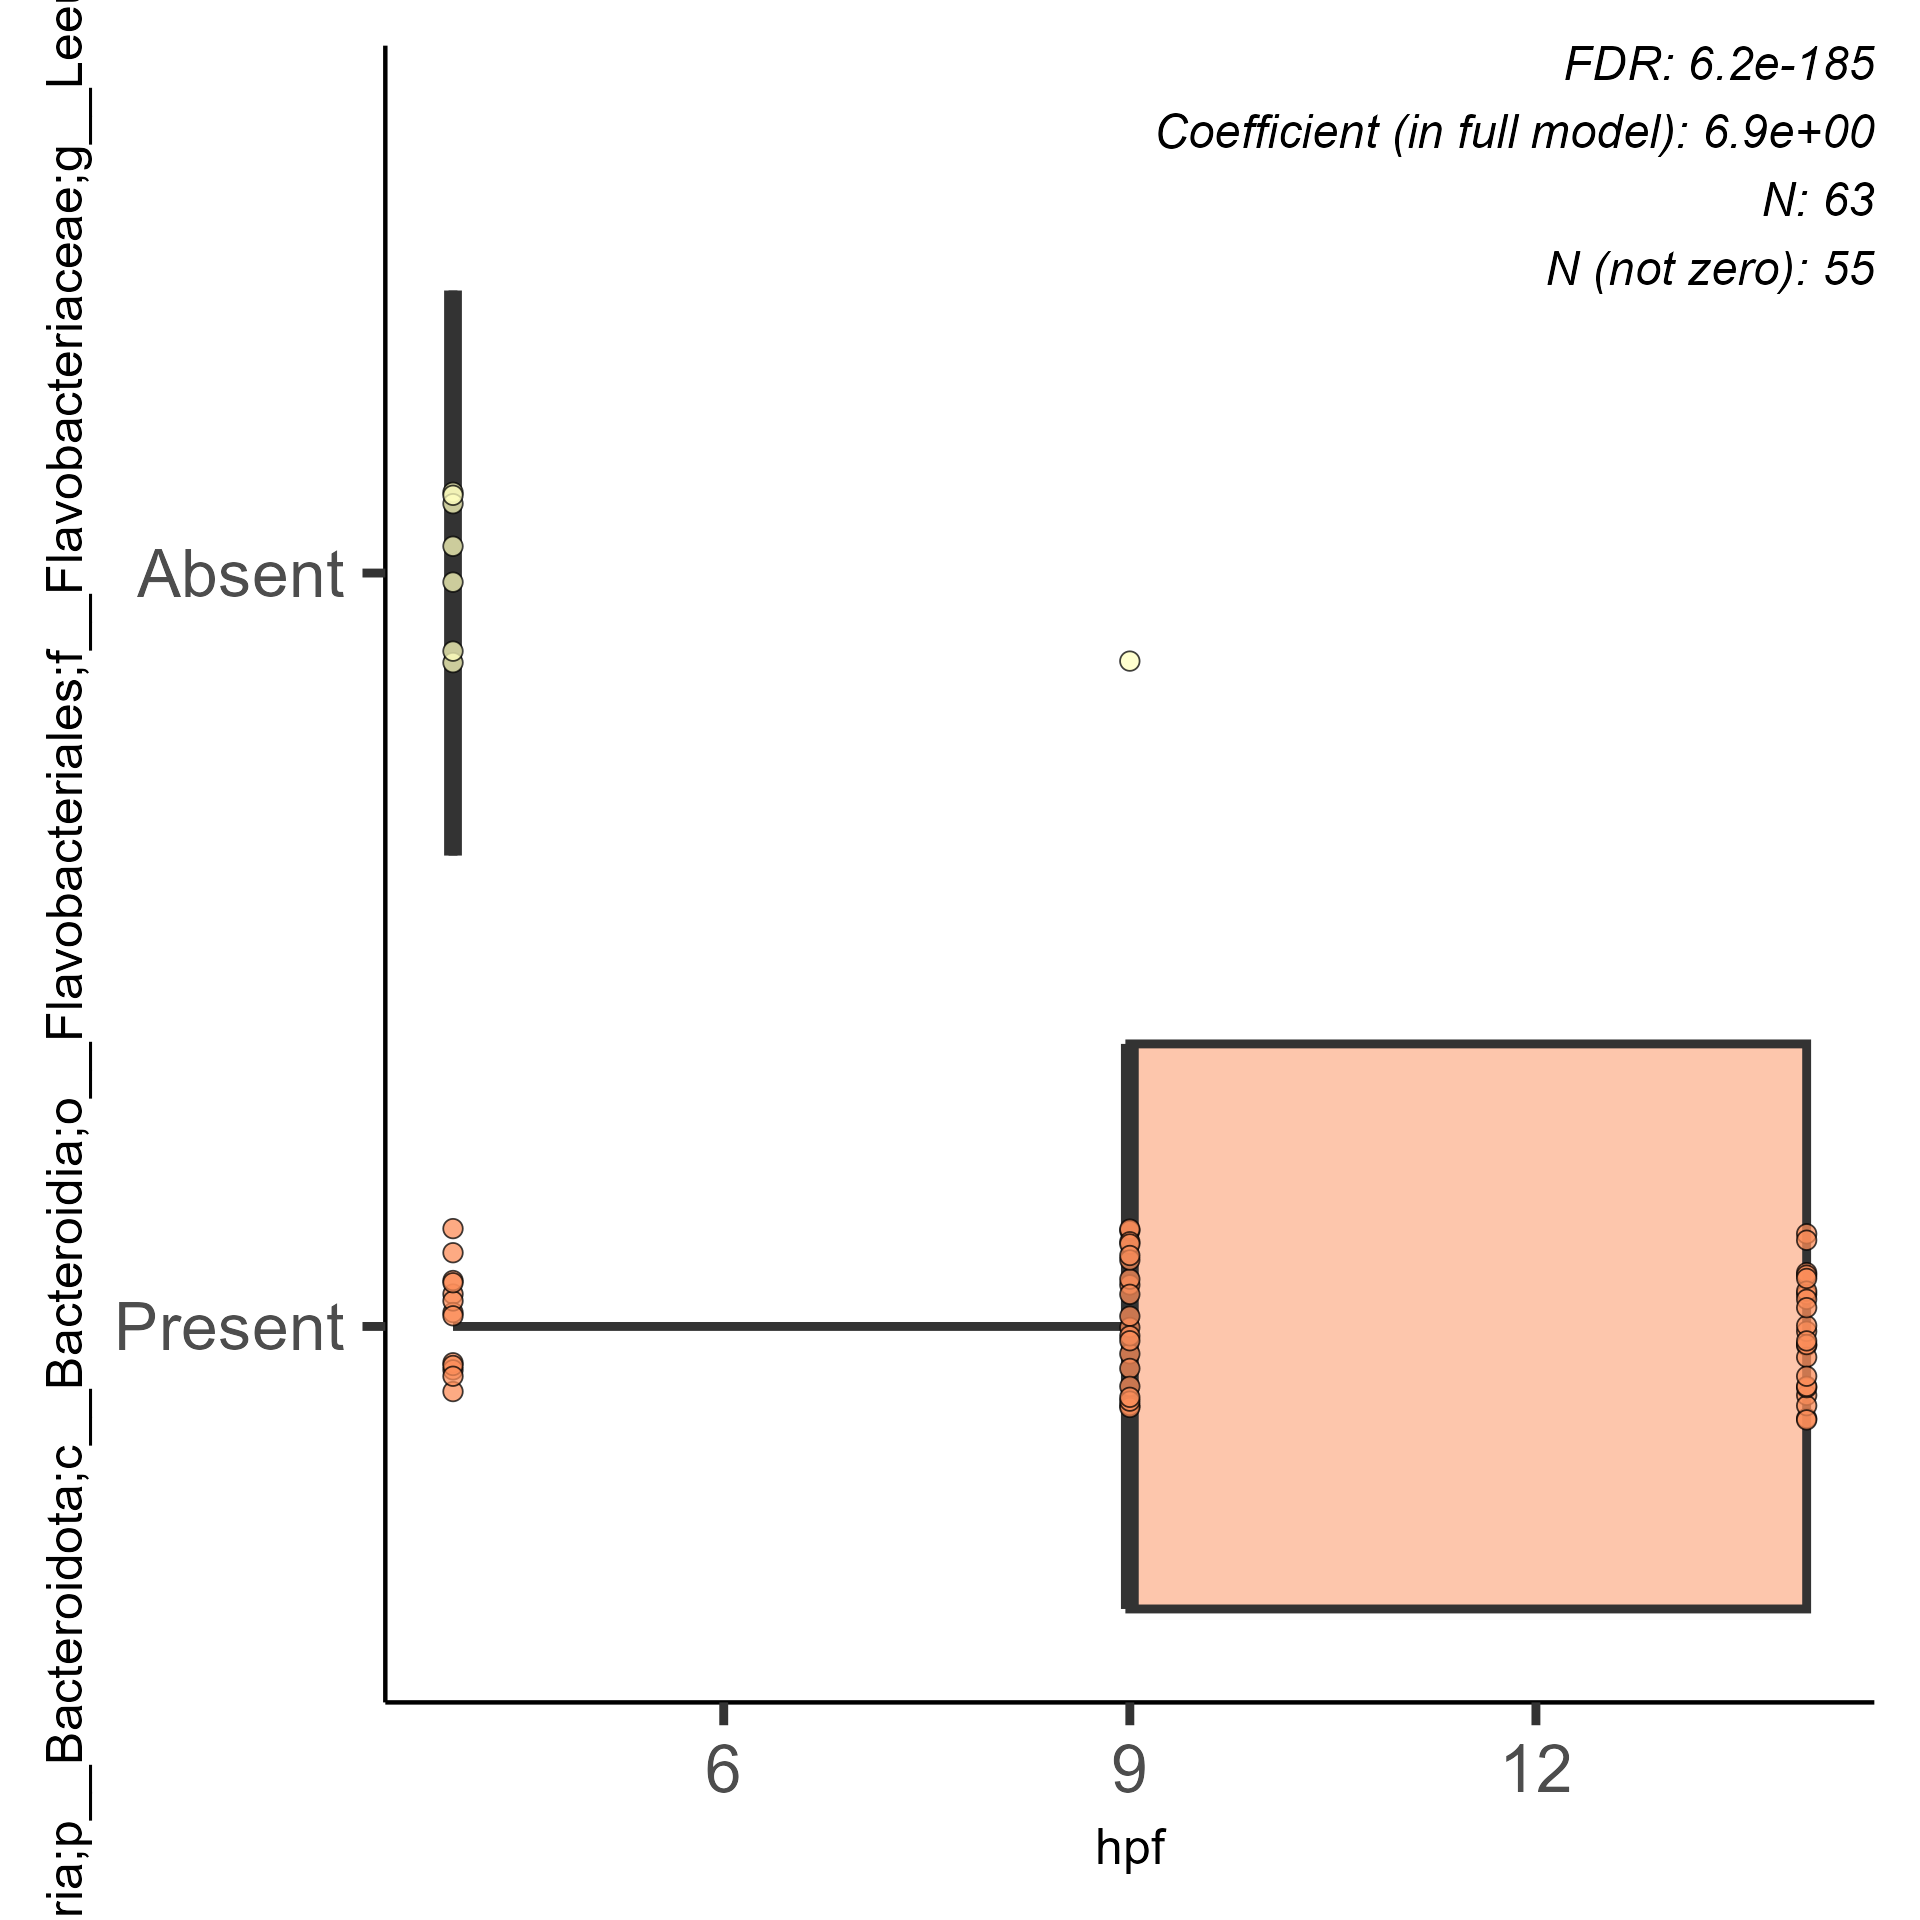 FDR: 6.2e-185
Coefficient (in full model): 6.9e+00
N: 63
N (not zero): 55
ria;p__Bacteroidota;c__Bacteroidia;o__Flavobacteriales;f__Flavobacteriaceae;g__Lee
Absent
Present
6 9 12
hpf